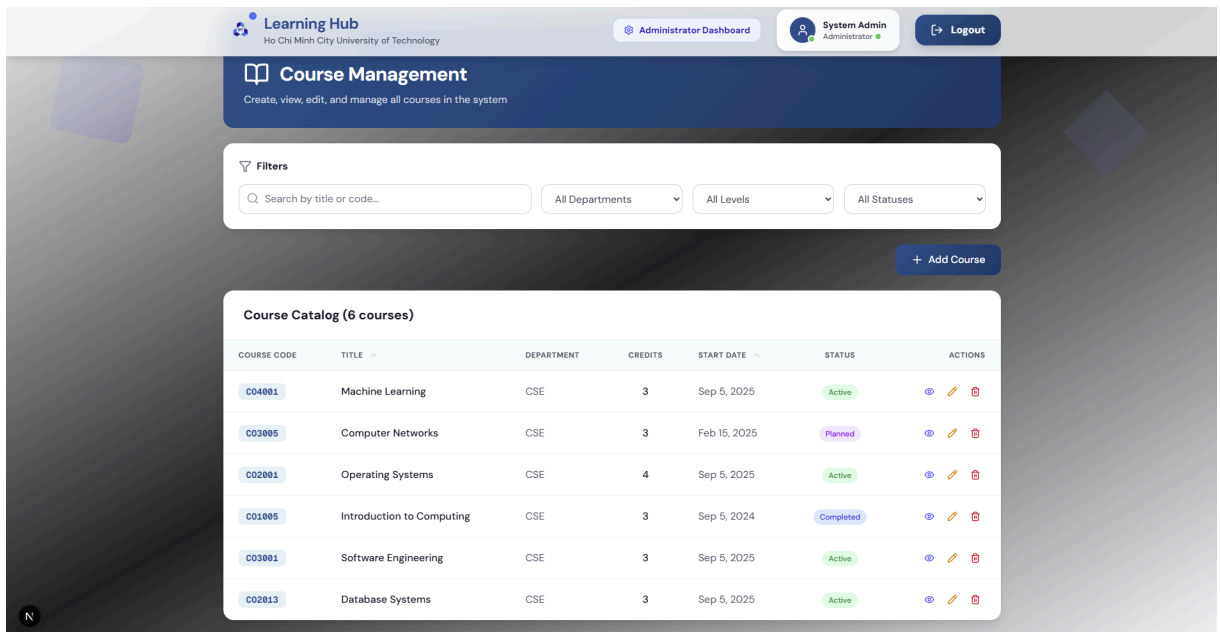 Learning Hub
Ho Chi Minh City University of Technology
Administrator Dashboard
System Admin
Administrator
Logout
Course Management
Create, view, edit, and manage all courses in the system
Filters
Search by title or code...
All Departments
All Levels
All Statuses
+ Add Course
Course Catalog (6 courses)
COURSE CODE TITLE DEPARTMENT CREDITS START DATE STATUS ACTIONS
CO4001 Machine Learning CSE 3 Sep 5, 2025 Active
CO3005 Computer Networks CSE 3 Feb 15, 2025 Planned
CO2001 Operating Systems CSE 4 Sep 5, 2025 Active
CO1005 Introduction to Computing CSE 3 Sep 5, 2024 Completed
CO3001 Software Engineering CSE 3 Sep 5, 2025 Active
CO2013 Database Systems CSE 3 Sep 5, 2025 Active
N